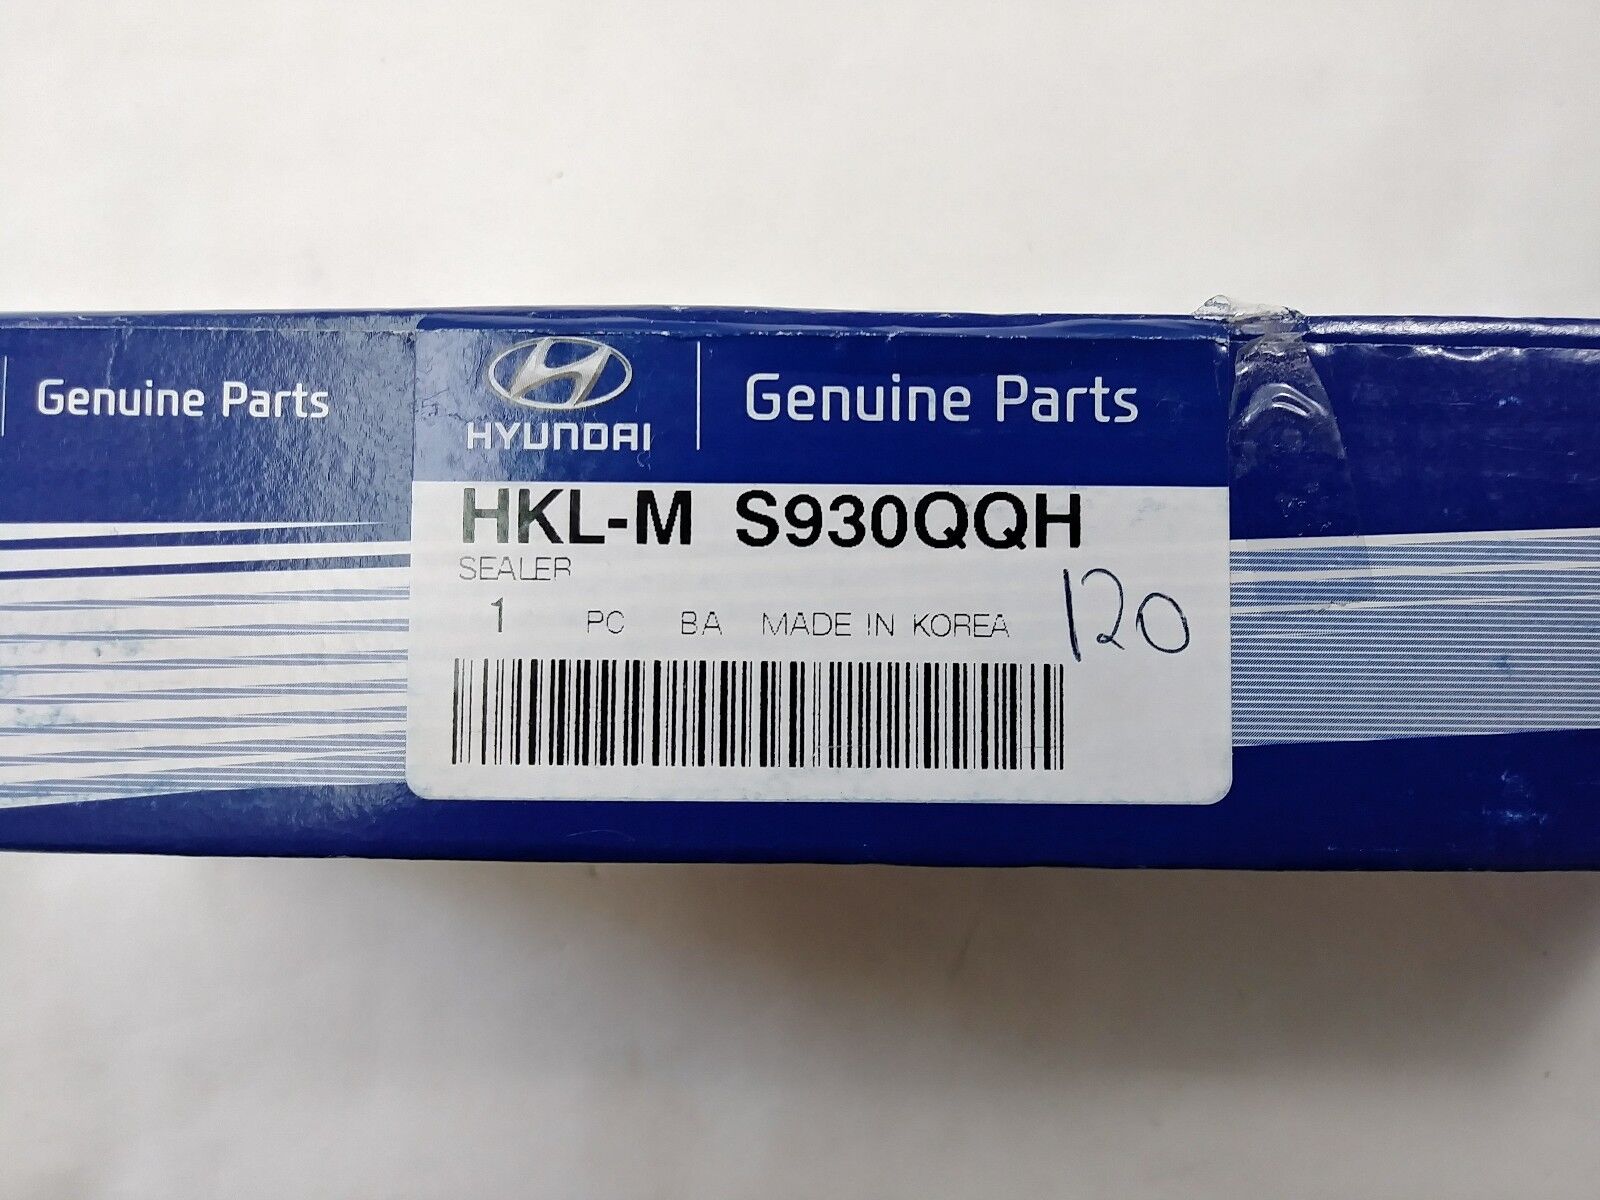 Genuine Parts
HYUNDAI
Genuine Parts
HKL-M S930QQH
SEALER
1 PC BA MADE IN KOREA
120